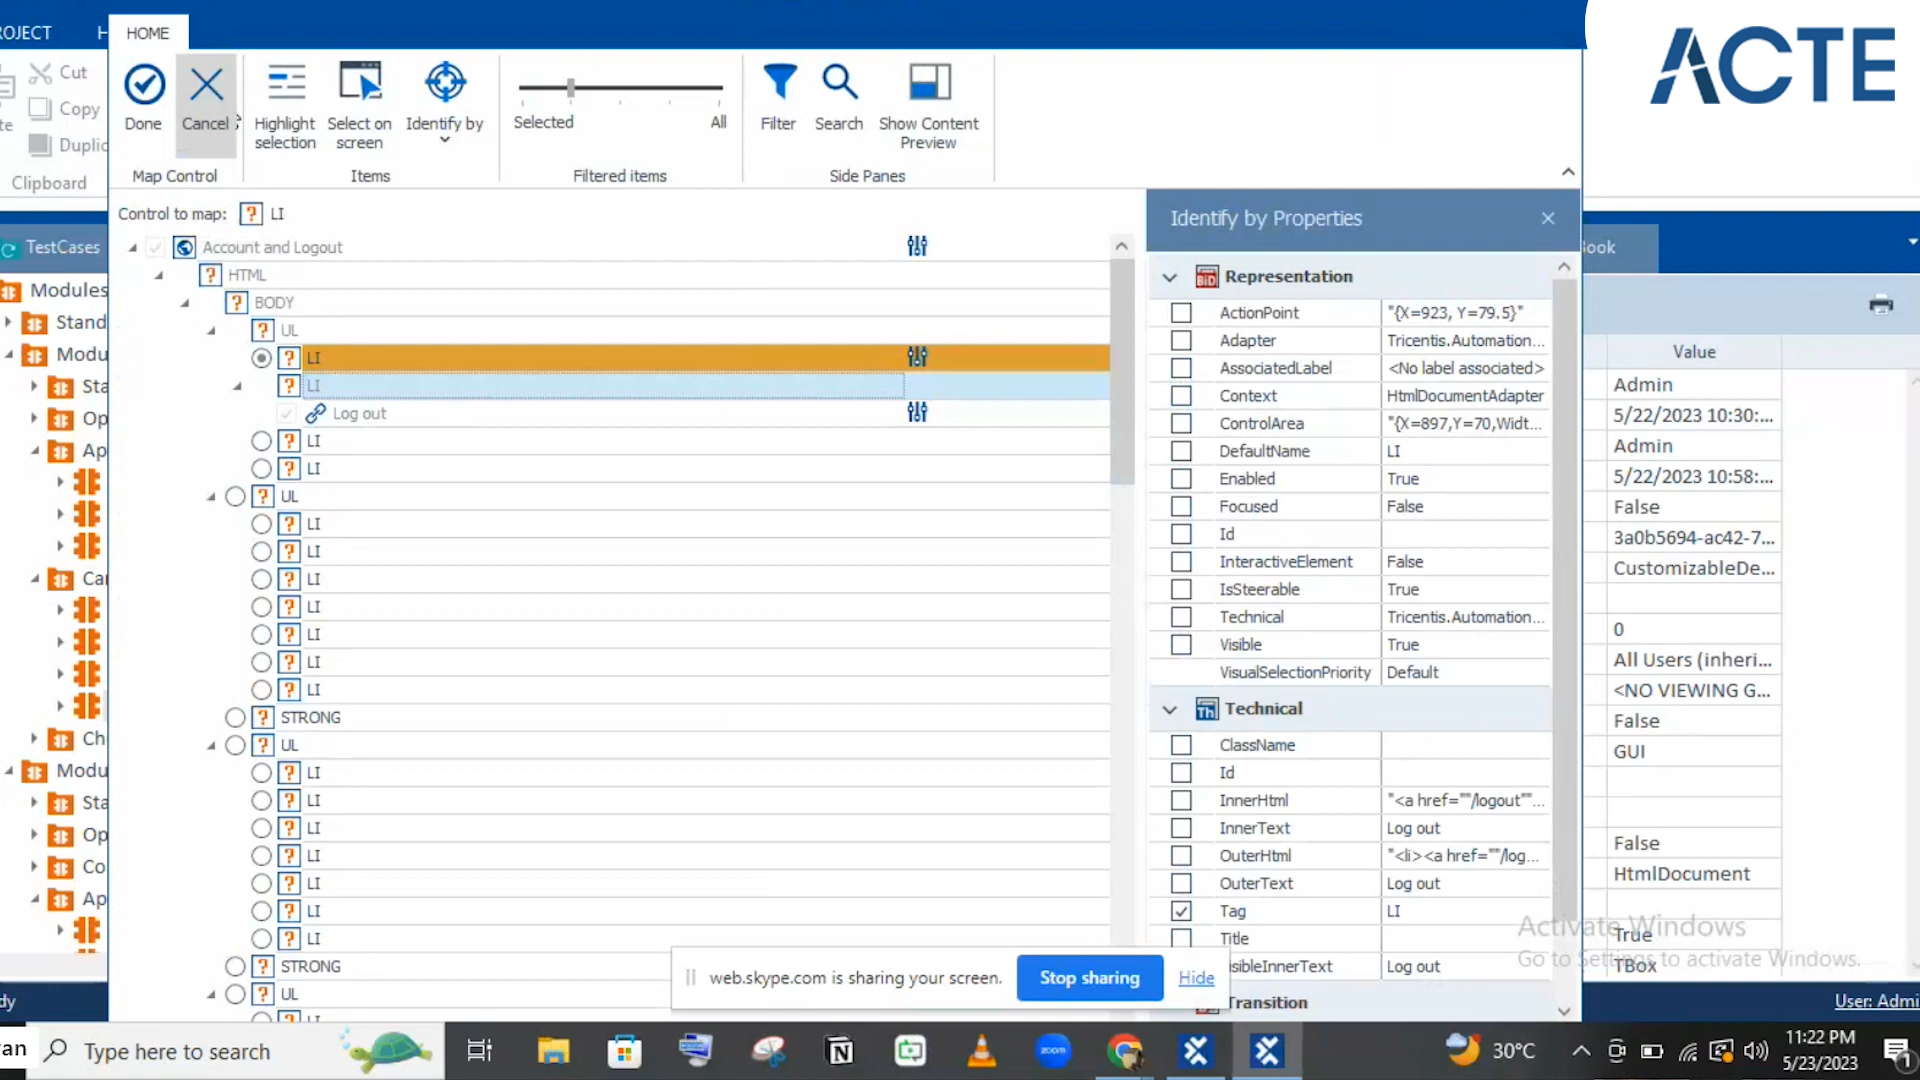 ROJECT
H
HOME
ACTE
Cut
Copy
Duplic
te
Clipboard
Done
Cancel
Map Control
Highlight selection
Select on screen
Identify by
Items
Selected
All
Filtered items
Filter
Search
Show Content Preview
Side Panes
Control to map: LI
Identify by Properties
TestCases
Book
Modules
Stand
Modu
Sta
Op
Ap
Car
Ch
Modu
Sta
Op
Co
Ap
Account and Logout
HTML
BODY
UL
LI
LI
Log out
LI
LI
UL
LI
LI
LI
LI
LI
LI
LI
STRONG
UL
LI
LI
LI
LI
LI
LI
LI
STRONG
UL
LI
Representation
ActionPoint "{X=923, Y=79.5}"
Adapter Tricentis.Automation...
AssociatedLabel <No label associated>
Context HtmlDocumentAdapter
ControlArea "{X=897,Y=70,Widt...
DefaultName LI
Enabled True
Focused False
Id
InteractiveElement False
IsSteerable True
Technical Tricentis.Automation...
Visible True
VisualSelectionPriority Default
Technical
ClassName
Id
InnerHtml "<a href=""/logout""...
InnerText Log out
OuterHtml "<li><a href=""/log...
OuterText Log out
Tag LI
Title
isibleInnerText Log out
Transition
Value
Admin
5/22/2023 10:30:...
Admin
5/22/2023 10:58:...
False
3a0b5694-ac42-7...
CustomizableDe...
0
All Users (inheri...
<NO VIEWING G...
False
GUI
False
HtmlDocument
True
TBox
Activate Windows
Go to Settings to activate Windows.
web.skype.com is sharing your screen.
Stop sharing
Hide
dy
User: Admi
van
Type here to search
zoom
30°C
11:22 PM
5/23/2023
1